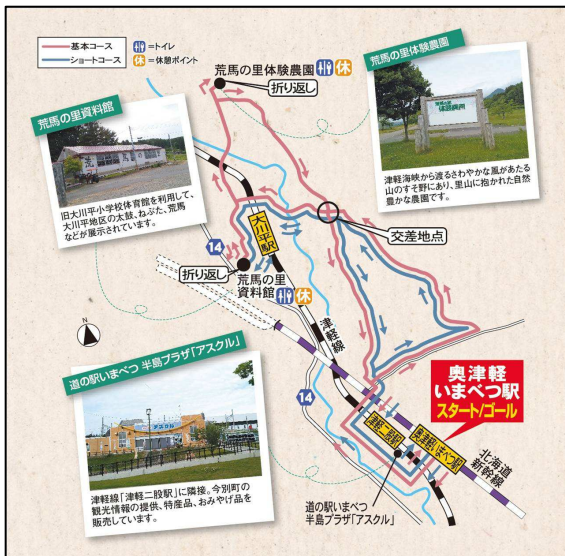 基本コース
ショートコース
=トイレ
休=休憩ポイント
荒馬の里体験農園 休
折り返し
荒馬の里資料館
旧大川平小学校体育館を利用して、
大川平地区の太鼓、ねぶた、荒馬
などが展示されています。
荒馬の里体験農園
体験農園
津軽海峡から渡るさわやかな風があたる
山のすそ野にあり、里山に抱かれた自然
豊かな農園です。
大川平駅
交差地点
14
折り返し
荒馬の里
資料館 休
津軽線
N
道の駅いまべつ 半島プラザ「アスクル」
アスクル
津軽線「津軽二股駅」に隣接。今別町の
観光情報の提供、特産品、おみやげ品を
販売しています。
14
津軽二股駅
奥津軽いまべつ駅
奥津軽
いまべつ駅
スタート/ゴール
北海道
新幹線
道の駅いまべつ
半島プラザ「アスクル」